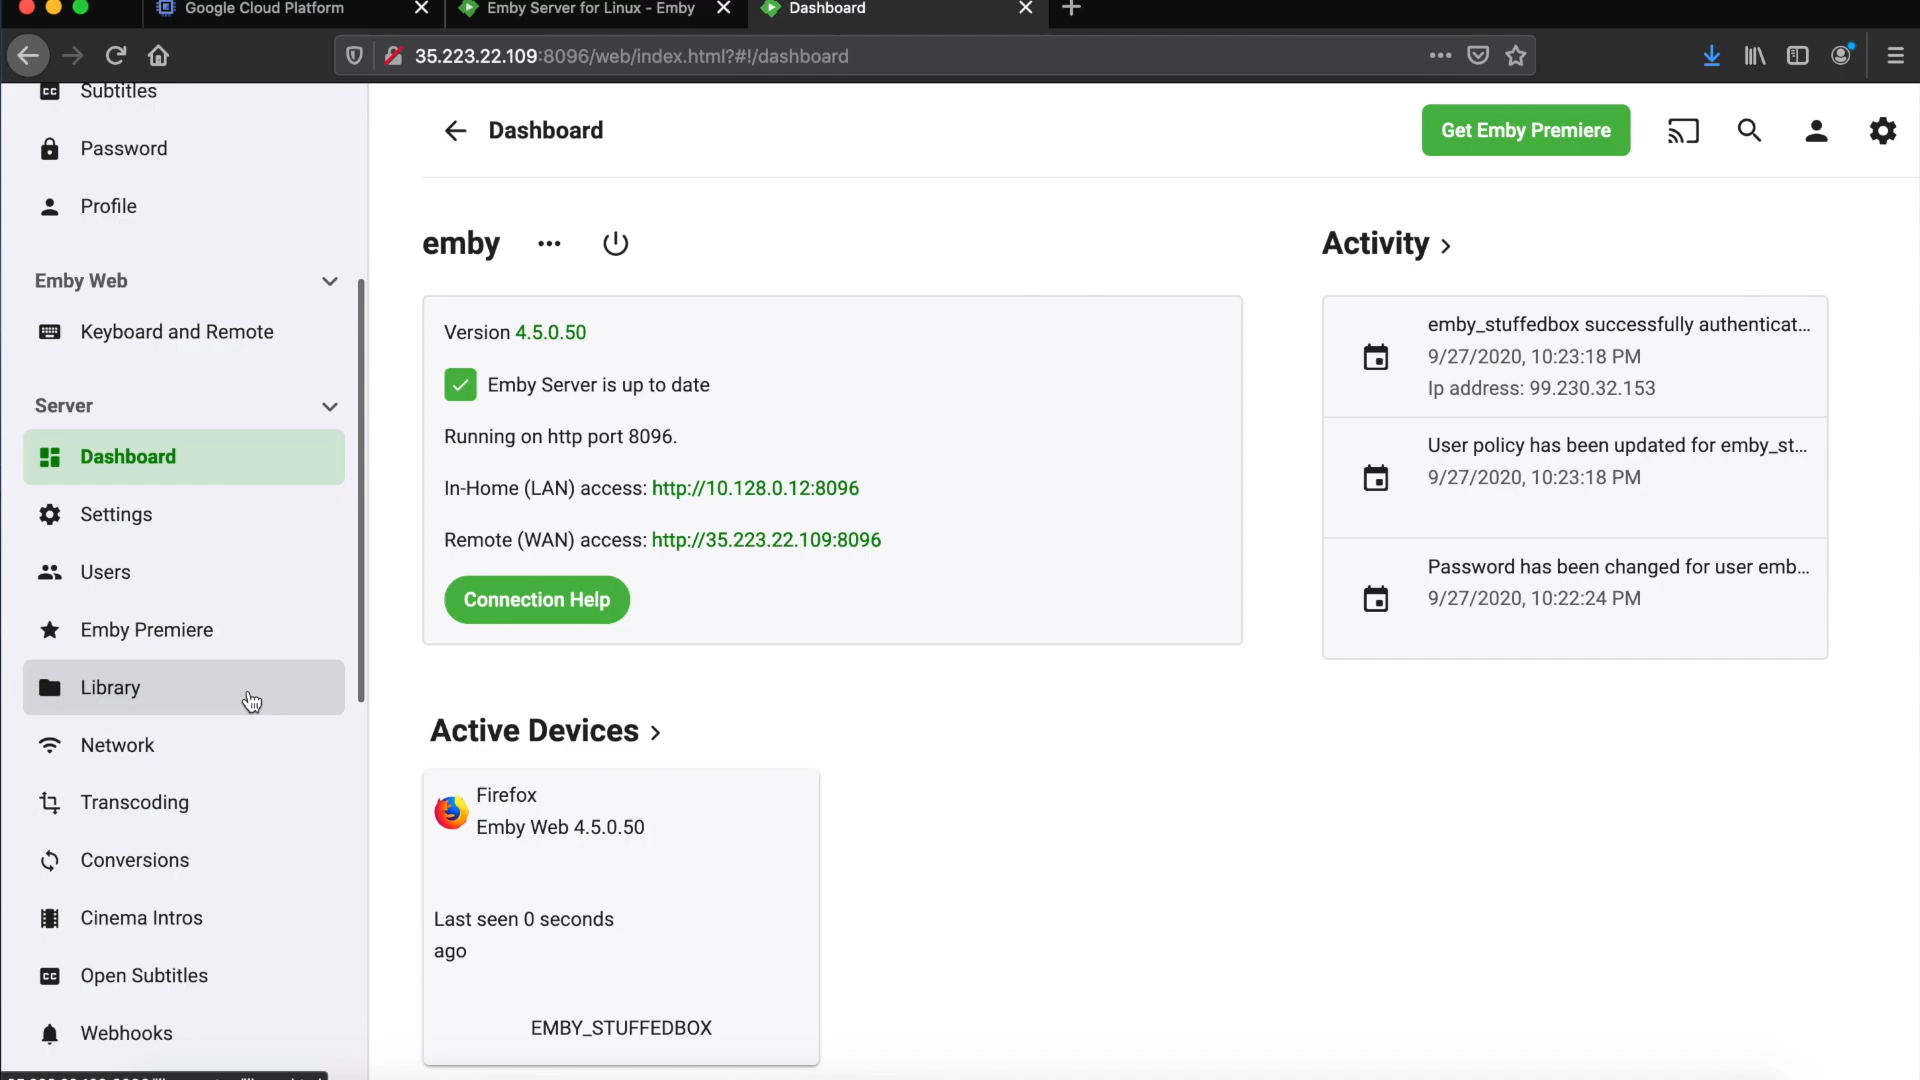 Google Cloud Platform
Emby Server for Linux - Emby
Dashboard
35.223.22.109:8096/web/index.html?#!/dashboard
Subtitles
Password
Profile
Emby Web
Keyboard and Remote
Server
Dashboard
Settings
Users
Emby Premiere
Library
Network
Transcoding
Conversions
Cinema Intros
Open Subtitles
Webhooks
Dashboard
Get Emby Premiere
emby
Version 4.5.0.50
Emby Server is up to date
Running on http port 8096.
In-Home (LAN) access: http://10.128.0.12:8096
Remote (WAN) access: http://35.223.22.109:8096
Connection Help
Activity
emby_stuffedbox successfully authenticat...
9/27/2020, 10:23:18 PM
Ip address: 99.230.32.153
User policy has been updated for emby_st...
9/27/2020, 10:23:18 PM
Password has been changed for user emb...
9/27/2020, 10:22:24 PM
Active Devices
Firefox
Emby Web 4.5.0.50
Last seen 0 seconds
ago
EMBY_STUFFEDBOX